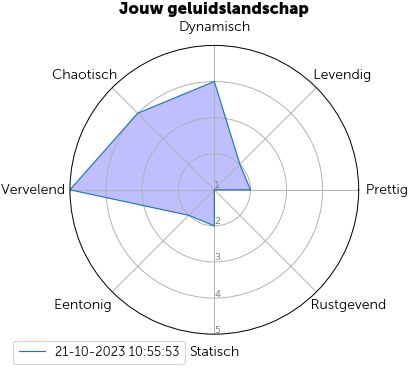 Jouw geluidslandschap
Dynamisch
Chaotisch
Levendig
Vervelend
1
Prettig
2
3
4
Eentonig
Rustgevend
5
21-10-2023 10:55:53
Statisch